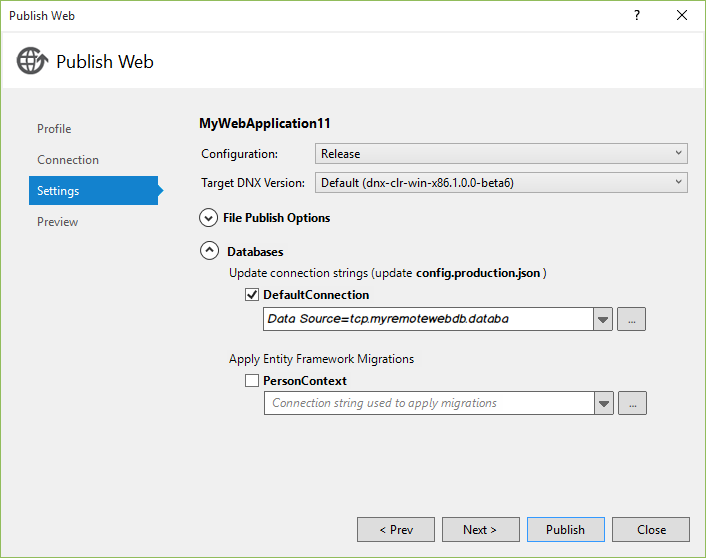 Publish Web
?
Publish Web
Profile
Connection
Settings
Preview
MyWebApplication11
Configuration: Release
Target DNX Version: Default (dnx-clr-win-x86.1.0.0-beta6)
File Publish Options
Databases
Update connection strings (update config.production.json )
DefaultConnection
Data Source=tcp.myremotewebdb.databa
...
Apply Entity Framework Migrations
PersonContext
Connection string used to apply migrations
...
< Prev
Next >
Publish
Close